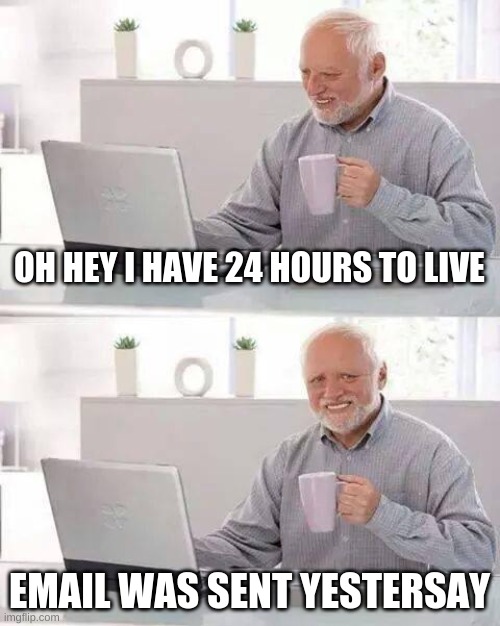 OH HEY I HAVE 24 HOURS TO LIVE
EMAIL WAS SENT YESTERSAY
imgflip.com